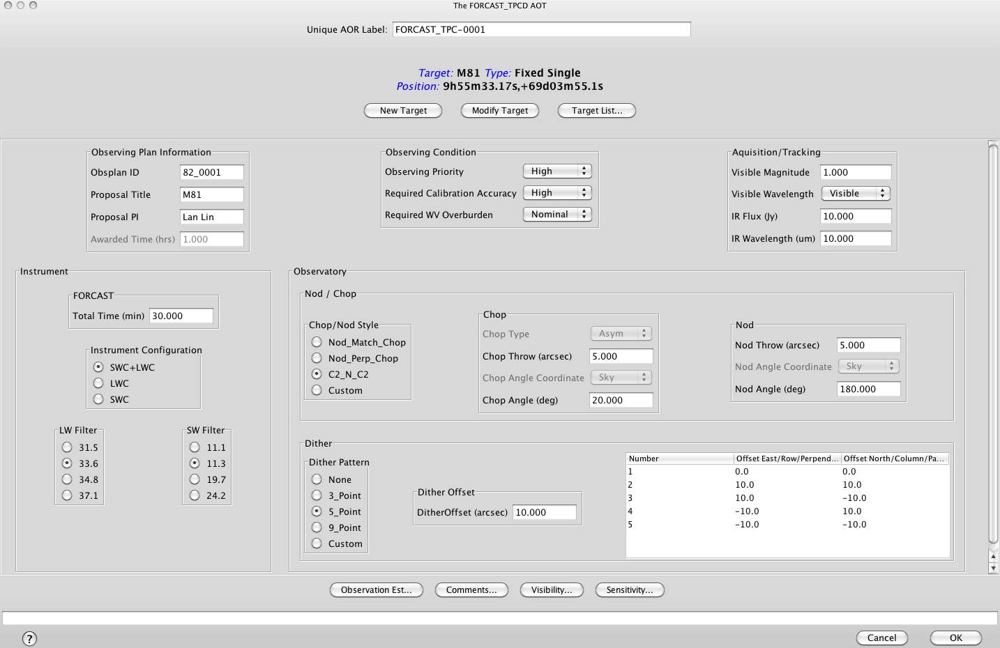 The FORCAST_TPCD AOT
Unique AOR Label: FORCAST_TPC-0001
Target: M81 Type: Fixed Single
Position: 9h55m33.17s,+69d03m55.1s
New Target Modify Target Target List...
Observing Plan Information
Obsplan ID 82_0001
Proposal Title M81
Proposal PI Lan Lin
Awarded Time (hrs) 1.000
Observing Condition
Observing Priority High
Required Calibration Accuracy High
Required WV Overburden Nominal
Aquisition/Tracking
Visible Magnitude 1.000
Visible Wavelength Visible
IR Flux (Jy) 10.000
IR Wavelength (um) 10.000
Instrument
FORCAST
Total Time (min) 30.000
Instrument Configuration
SWC+LWC
LWC
SWC
LW Filter
31.5
33.6
34.8
37.1
SW Filter
11.1
11.3
19.7
24.2
Observatory
Nod / Chop
Chop/Nod Style
Nod_Match_Chop
Nod_Perp_Chop
C2_N_C2
Custom
Chop
Chop Type Asym
Chop Throw (arcsec) 5.000
Chop Angle Coordinate Sky
Chop Angle (deg) 20.000
Nod
Nod Throw (arcsec) 5.000
Nod Angle Coordinate Sky
Nod Angle (deg) 180.000
Dither
Dither Pattern
None
3_Point
5_Point
9_Point
Custom
Dither Offset
DitherOffset (arcsec) 10.000
Number Offset East/Row/Perpend... Offset North/Column/Pa...
1 0.0 0.0
2 10.0 10.0
3 10.0 -10.0
4 -10.0 10.0
5 -10.0 -10.0
Observation Est... Comments... Visibility... Sensitivity...
? Cancel OK